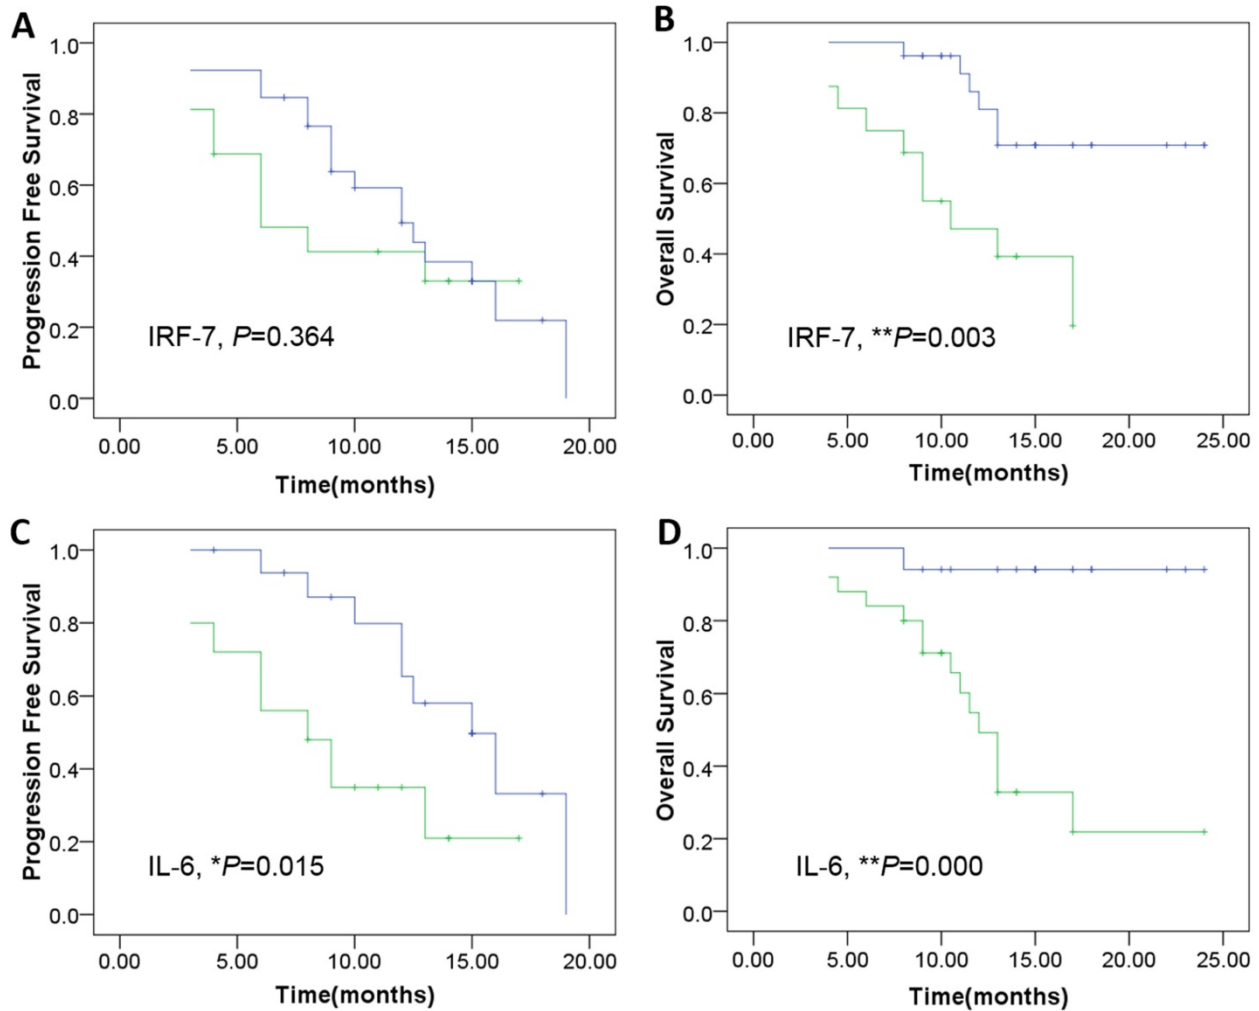 A
Progression Free Survival
1.0
0.8
0.6
0.4
0.2
0.0
IRF-7, P=0.364
0.00 5.00 10.00 15.00 20.00
Time(months)
B
Overall Survival
1.0
0.8
0.6
0.4
0.2
0.0
IRF-7, **P=0.003
0.00 5.00 10.00 15.00 20.00 25.00
Time(months)
C
Progression Free Survival
1.0
0.8
0.6
0.4
0.2
0.0
IL-6, *P=0.015
0.00 5.00 10.00 15.00 20.00
Time(months)
D
Overall Survival
1.0
0.8
0.6
0.4
0.2
0.0
IL-6, **P=0.000
0.00 5.00 10.00 15.00 20.00 25.00
Time(months)